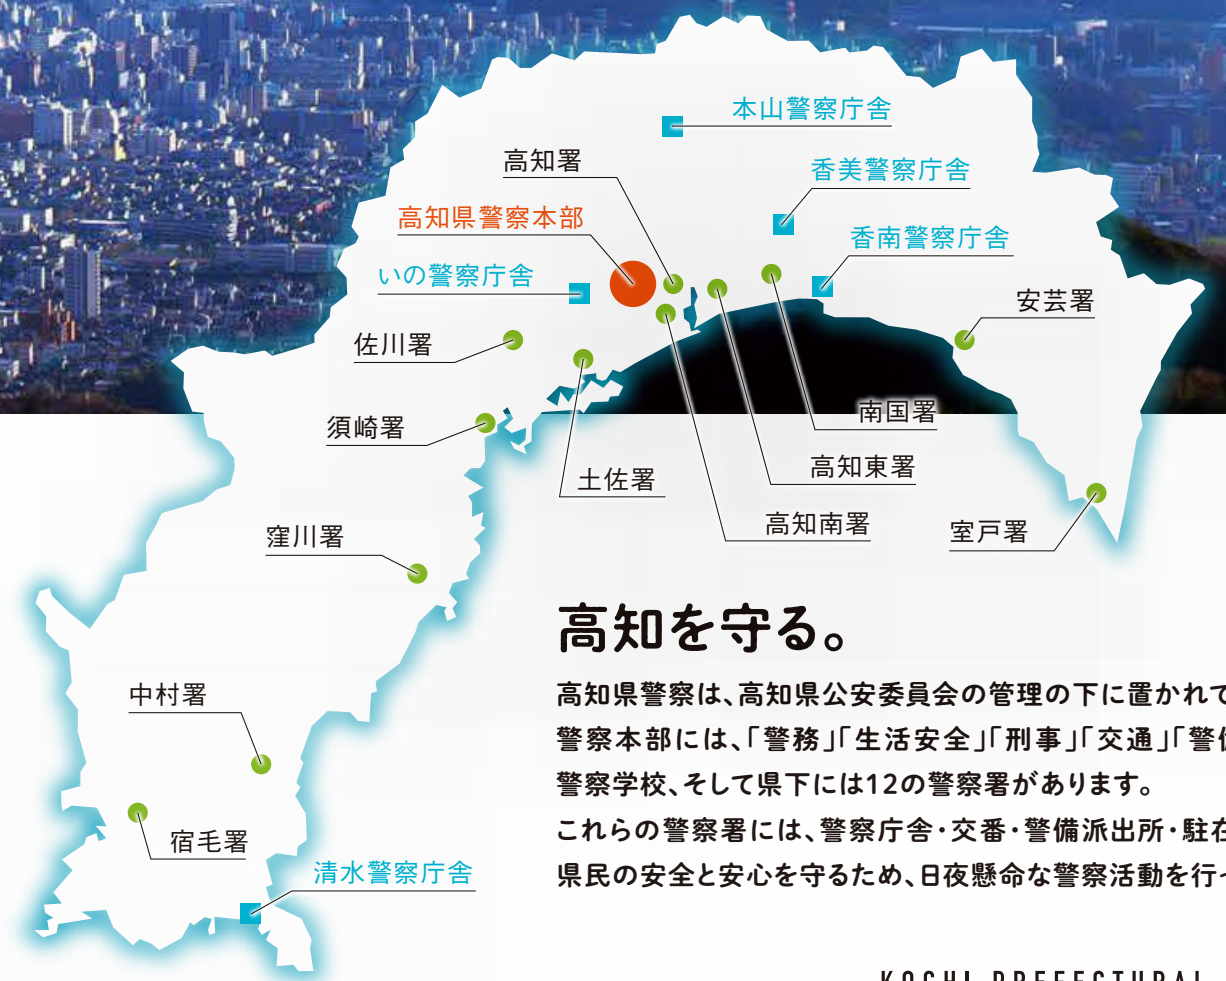 本山警察庁舎
高知署
香美警察庁舎
高知県警察本部
香南警察庁舎
いの警察庁舎
安芸署
佐川署
南国署
須崎署
高知東署
土佐署
高知南署
室戸署
窪川署
高知を守る。
高知県警察は、高知県公安委員会の管理の下に置かれて
警察本部には、「警務」「生活安全」「刑事」「交通」「警備
警察学校、そして県下には12の警察署があります。
これらの警察署には、警察庁舎・交番・警備派出所・駐在
県民の安全と安心を守るため、日夜懸命な警察活動を行っ
中村署
宿毛署
清水警察庁舎
KOCHI PREFECTURAL